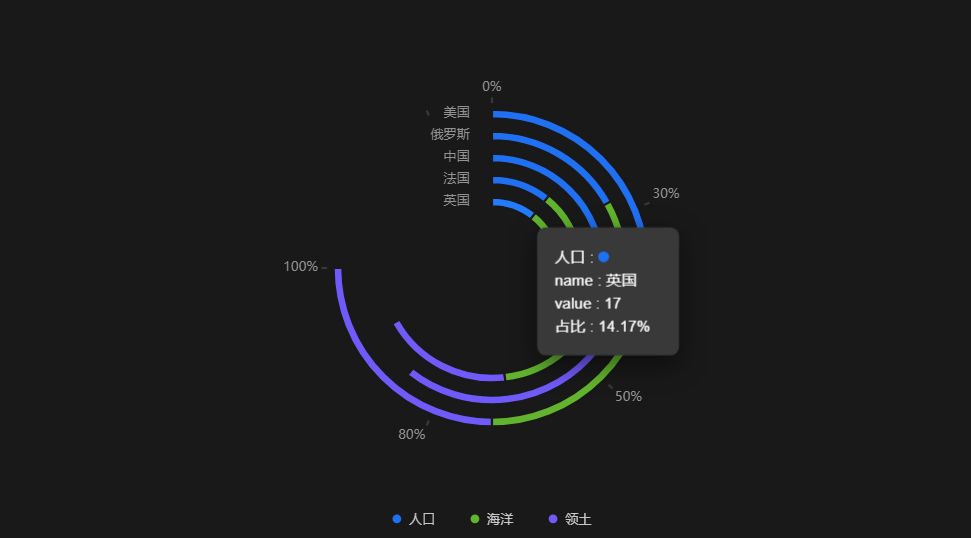 0%
美国
俄罗斯
中国
法国
英国
30%
人口 :
name : 英国
value : 17
占比 : 14.17%
100%
50%
80%
人口
海洋
领土